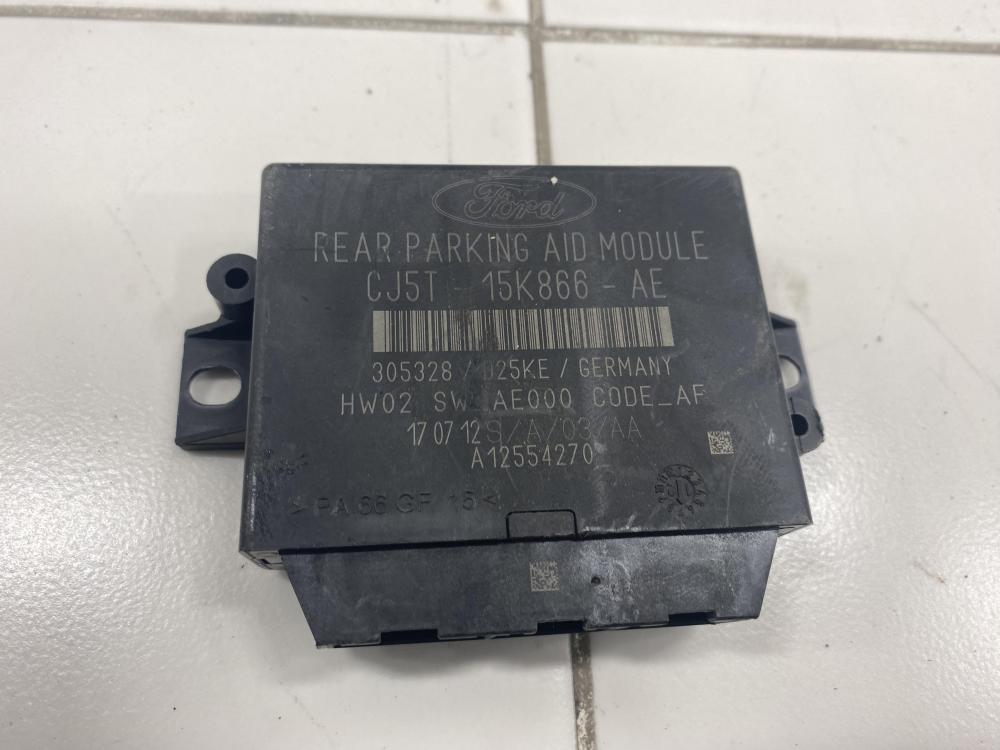 Ford
REAR PARKING AID MODULE
CJ5T - 15K866 - AE
305328 / 025KE / GERMANY
HW02 SW AE000 CODE_AF
17 07 12 S/A/03/AA
A12554270
>PA 66 GF 15<